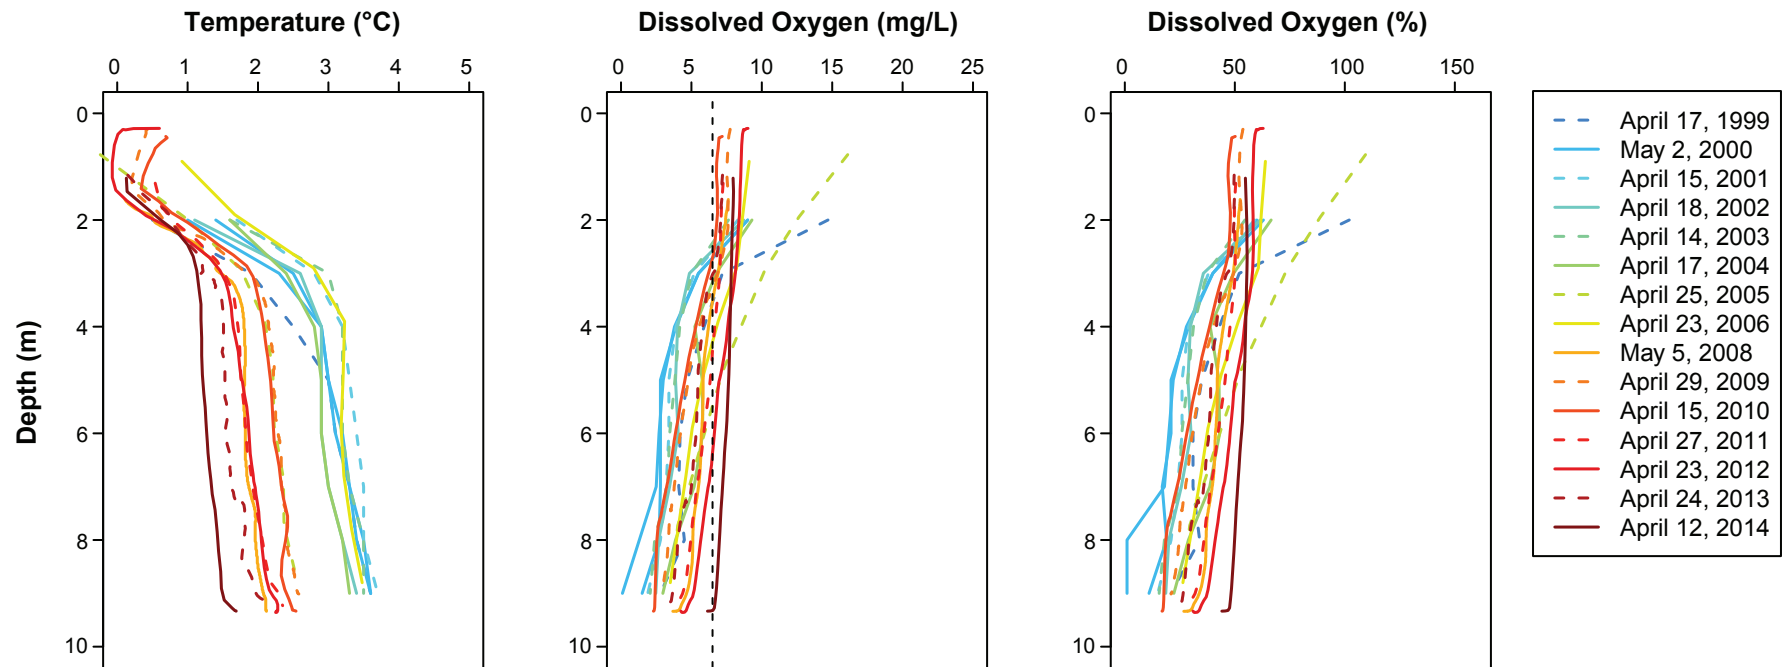 Temperature (°C)
Dissolved Oxygen (mg/L)
Dissolved Oxygen (%)
0 1 2 3 4 5
0 5 10 15 20 25
0 50 100 150
Depth (m)
0
2
4
6
8
10
0
2
4
6
8
10
0
2
4
6
8
10
April 17, 1999
May 2, 2000
April 15, 2001
April 18, 2002
April 14, 2003
April 17, 2004
April 25, 2005
April 23, 2006
May 5, 2008
April 29, 2009
April 15, 2010
April 27, 2011
April 23, 2012
April 24, 2013
April 12, 2014